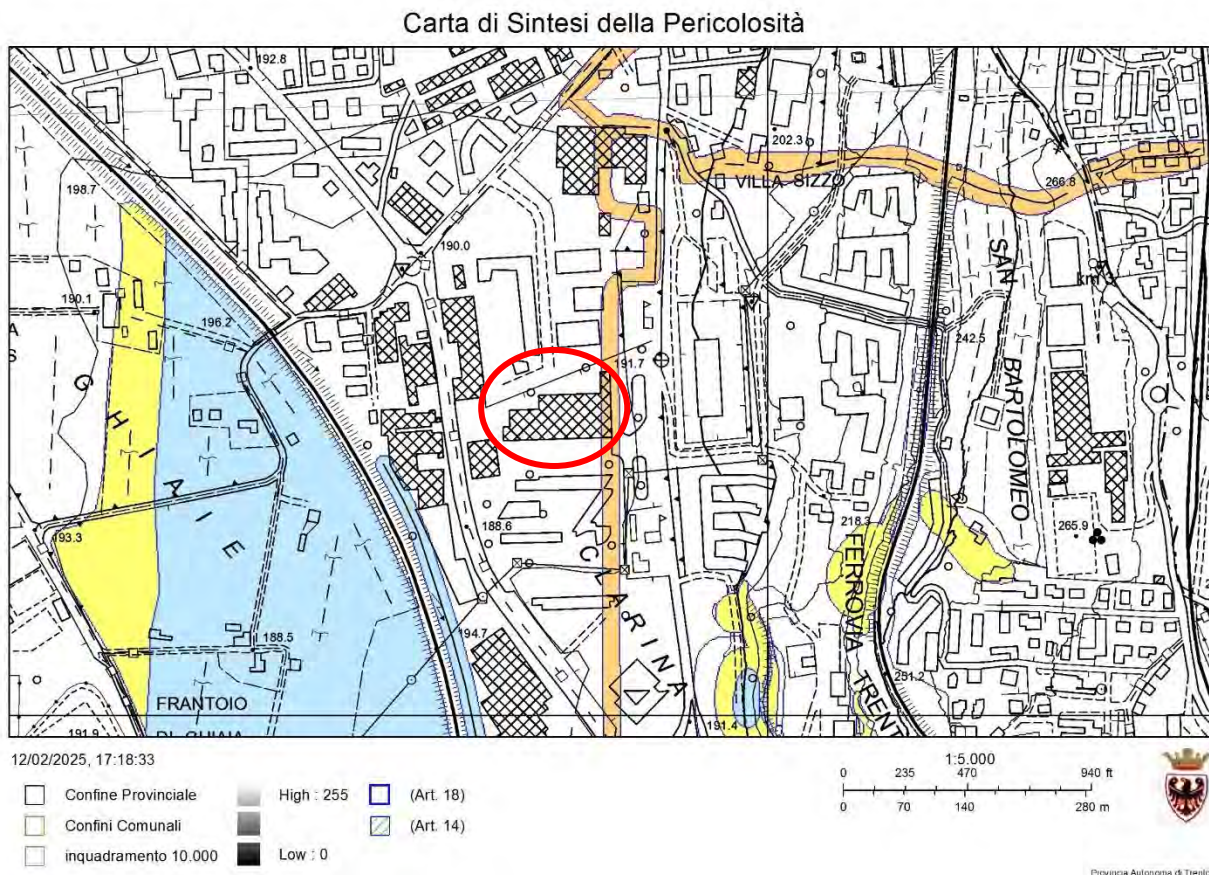 Carta di Sintesi della Pericolosità
192.8
202.3
VILLA SIZZO
266.8
198.7
190.0
km 3
190.1
196.2
242.5
191.7
SAN BARTOLOMEO
GHIAIE
193.3
188.6
218.3
265.9
CLARINA
FERROVIA TRENT
188.5
194.7
251.2
FRANTOIO
191.4
191.9
DI GHIAIA
12/02/2025, 17:18:33
Confine Provinciale
Confini Comunali
inquadramento 10.000
High : 255
Low : 0
(Art. 18)
(Art. 14)
1:5.000
0 235 470 940 ft
0 70 140 280 m
Provincia Autonoma di Trento